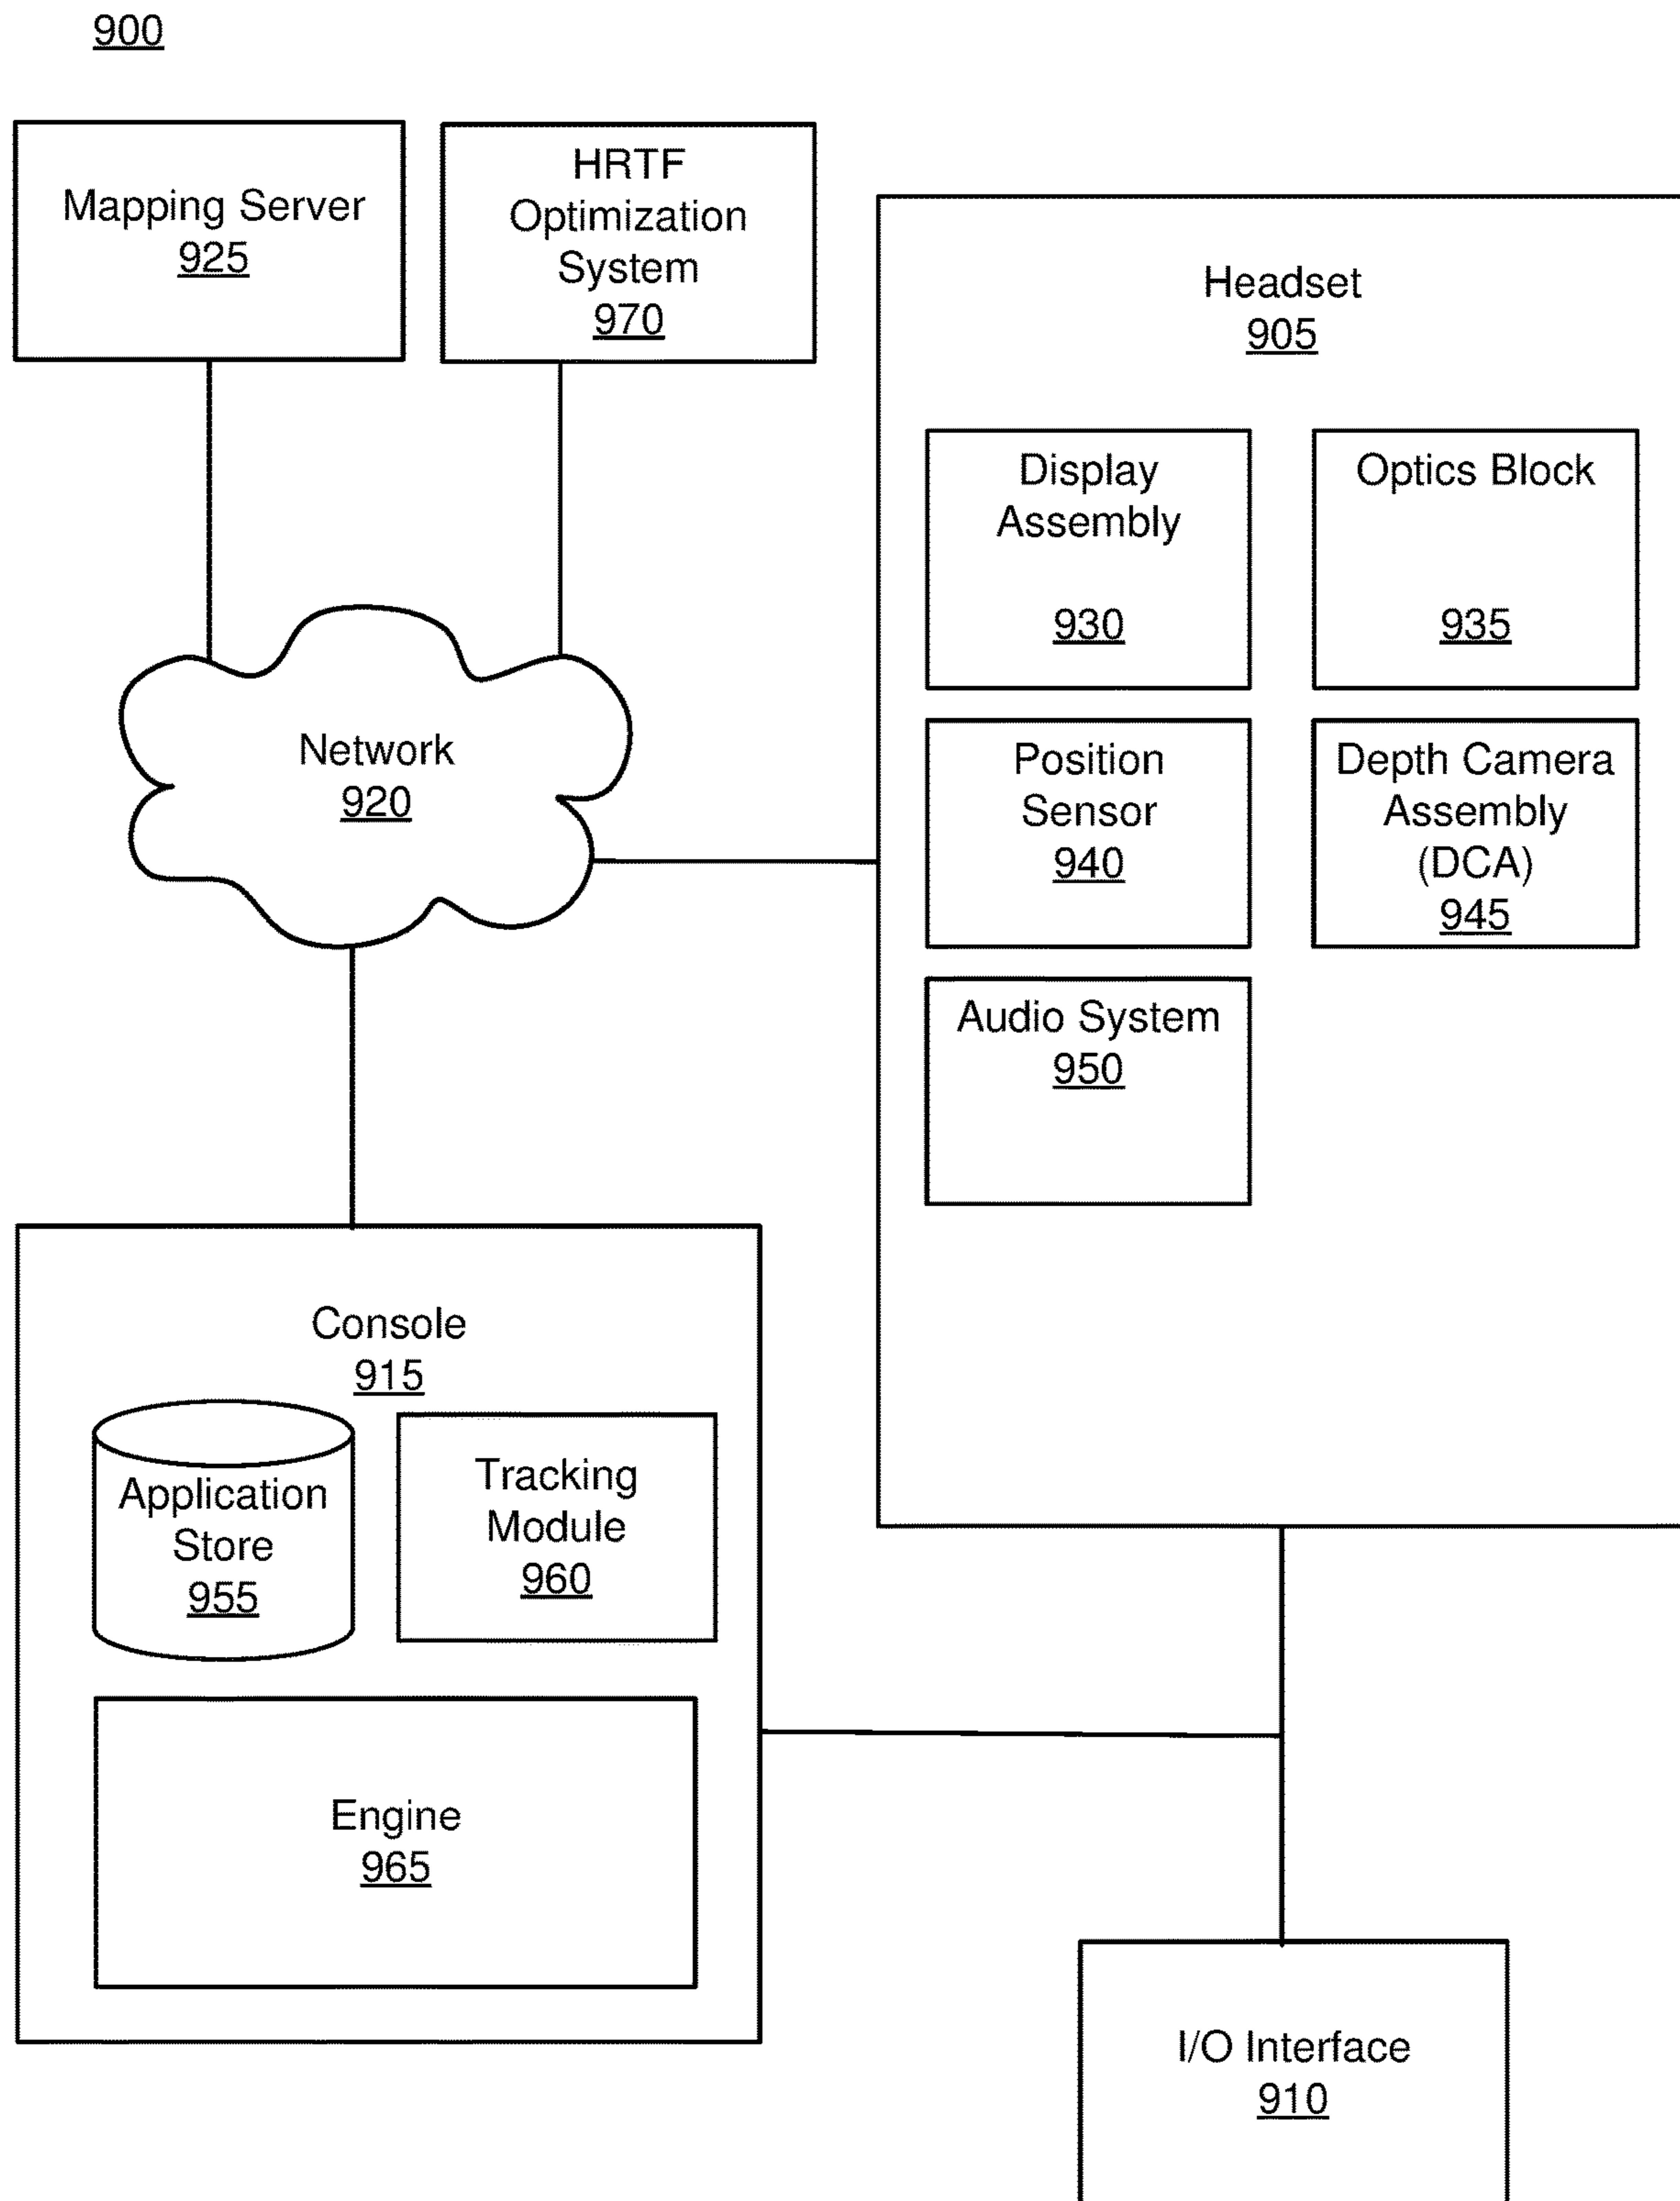 900
Mapping Server
925
HRTF
Optimization
System
970
Headset
905
Display
Assembly
930
Optics Block
935
Position
Sensor
940
Depth Camera
Assembly
(DCA)
945
Audio System
950
Network
920
Console
915
Application
Store
955
Tracking
Module
960
Engine
965
I/O Interface
910